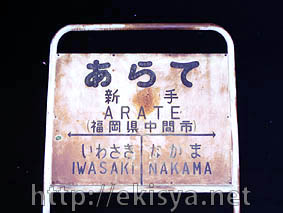 あらて
新手
ARATE
(福岡県中間市)
いわさき なかま
IWASAKI NAKAMA
http://ekisya.net